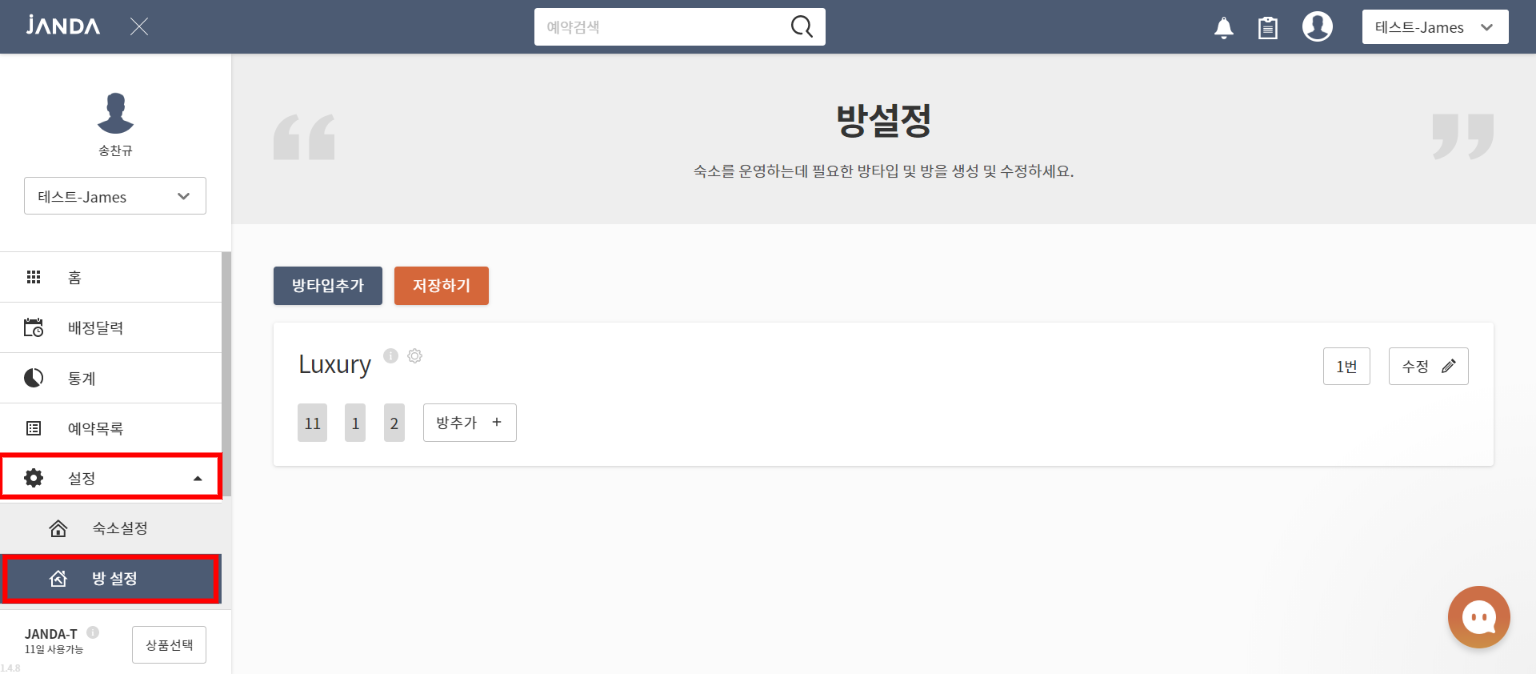 JANDA
예약검색
테스트-James
송찬규
테스트-James
홈
배정달력
통계
예약목록
설정
숙소설정
방 설정
JANDA-T
11일 사용가능
상품선택
1.4.8
방설정
숙소를 운영하는데 필요한 방타입 및 방을 생성 및 수정하세요.
방타입추가 저장하기
Luxury
1번 수정
11 1 2 방추가 +